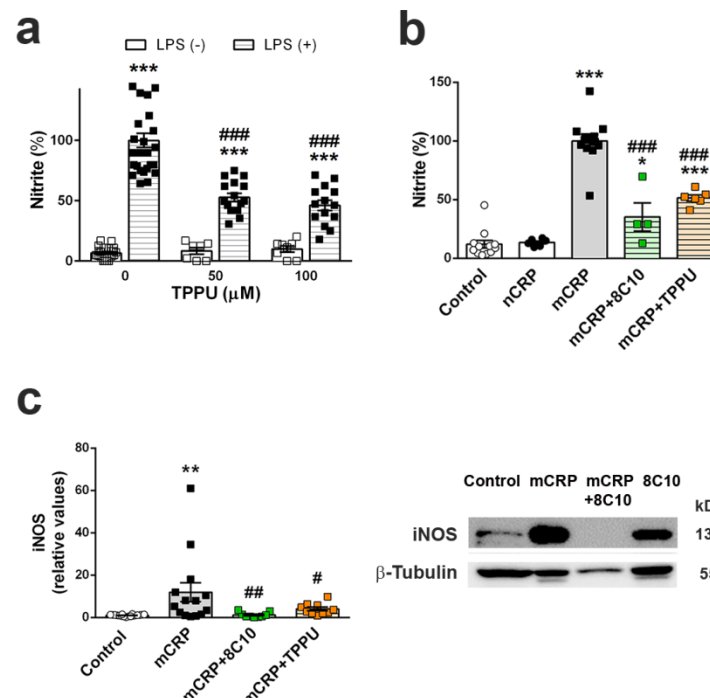 a
LPS (-) LPS (+)
Nitrite (%)
100
50
0
***
###
***
###
***
0 50 100
TPPU (μM)
b
Nitrite (%)
150
100
50
0
***
###
*
###
***
Control
nCRP
mCRP
mCRP+8C10
mCRP+TPPU
c
iNOS
(relative values)
80
60
40
20
0
**
##
#
Control
mCRP
mCRP+8C10
mCRP+TPPU
Control mCRP mCRP 8C10
+8C10
iNOS
β-Tubulin